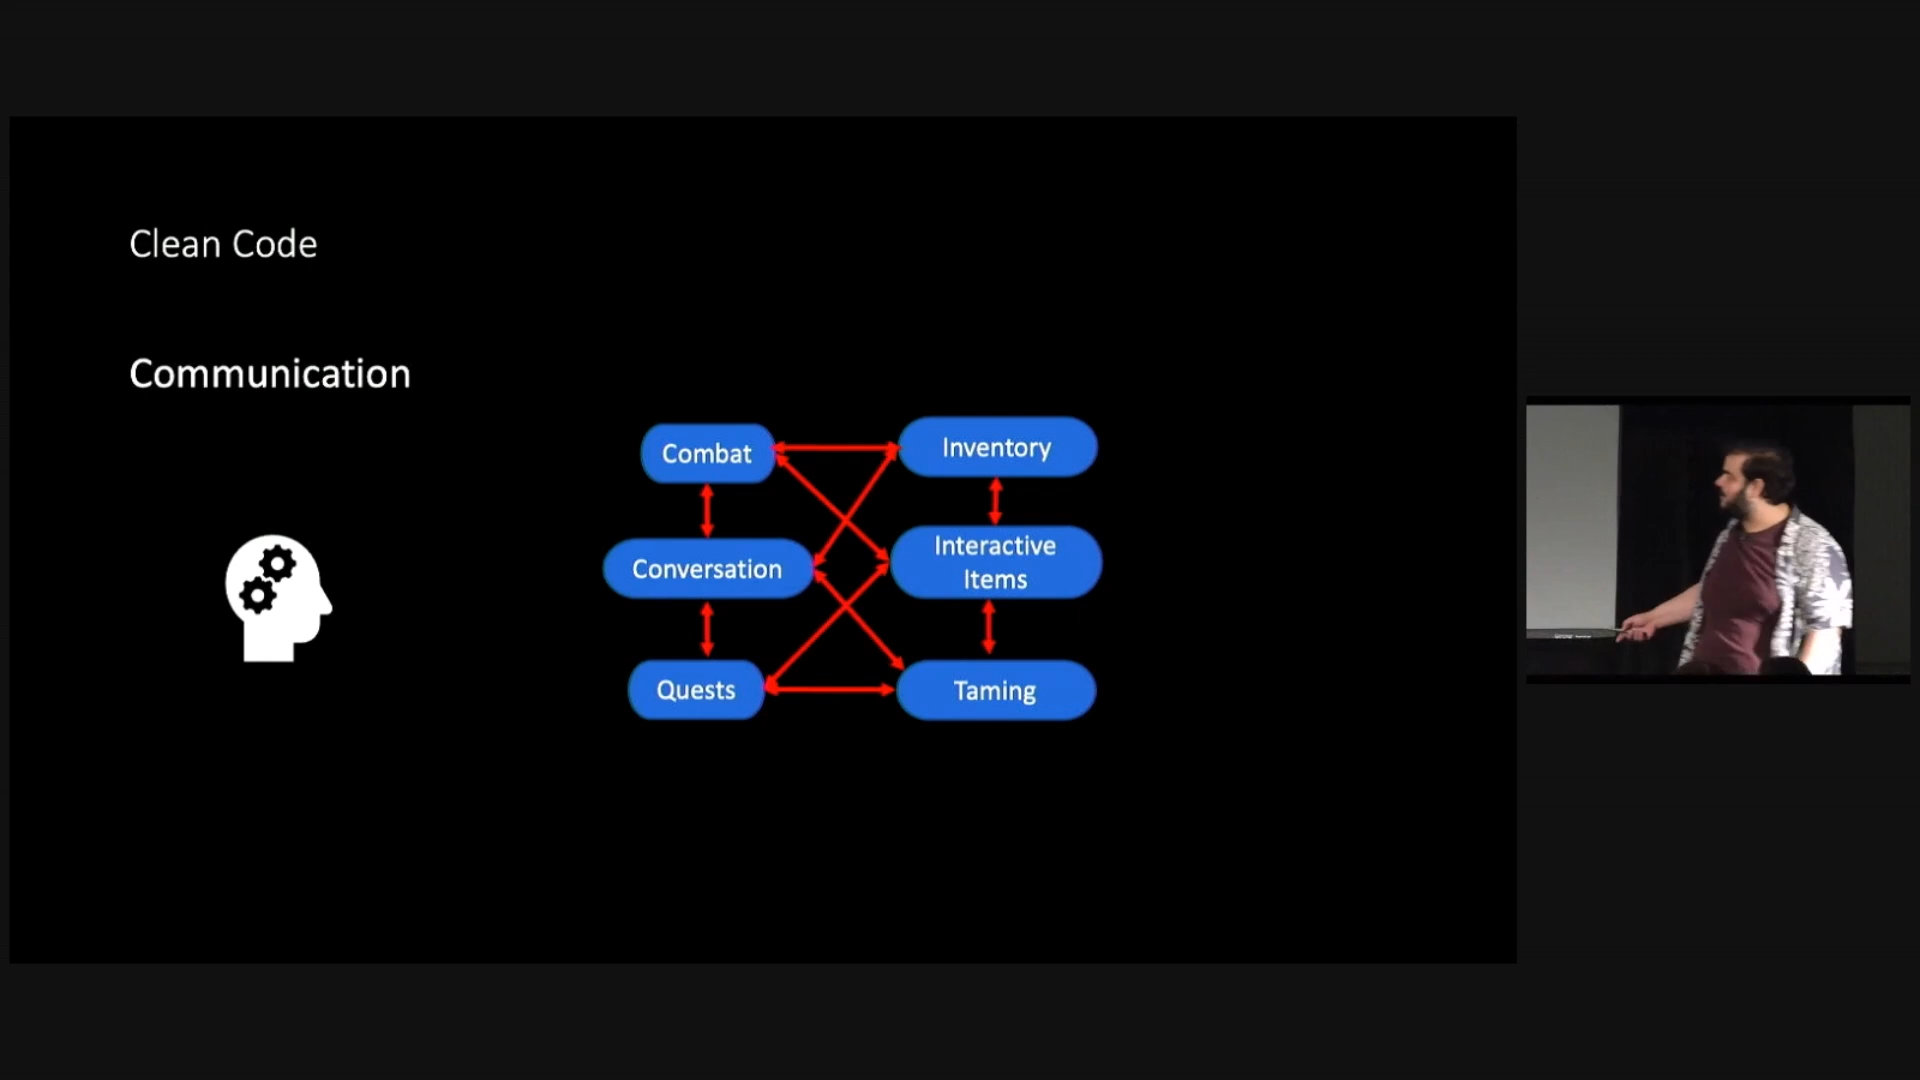 Clean Code
Communication
Combat
Inventory
Conversation
Interactive
Items
Quests
Taming